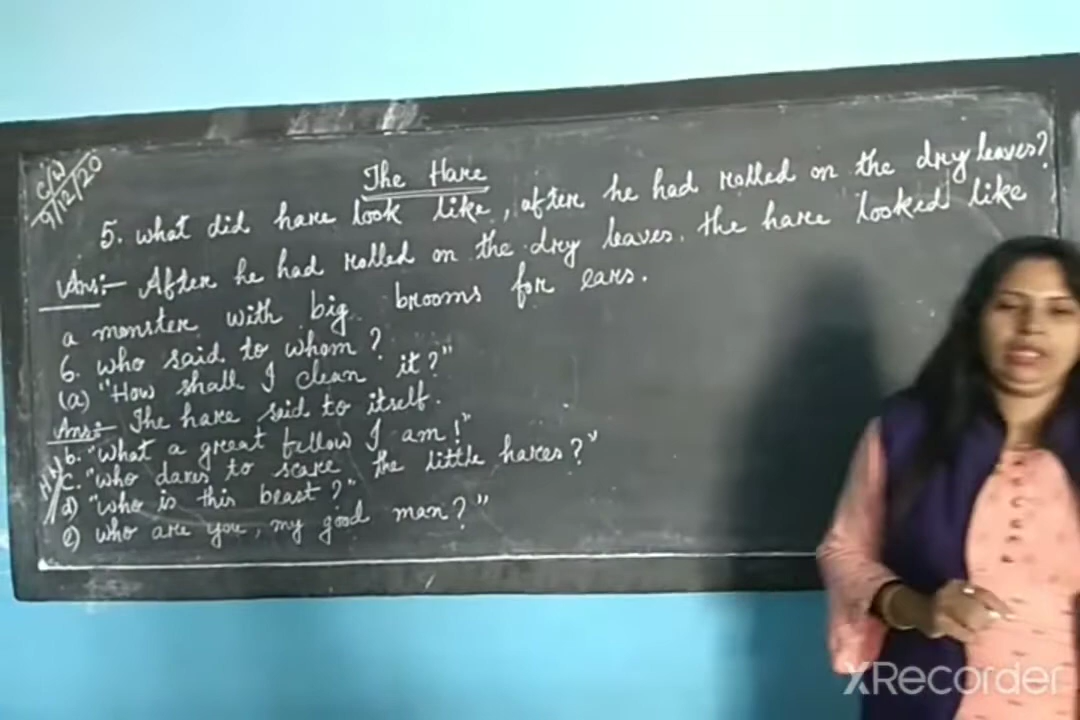 C/W
9/12/20
The Hare
5. what did hare look like, after he had rolled on the dry leaves?
Ans:- After he had rolled on the dry leaves. the hare looked like
a monster with big brooms for ears.
6. who said to whom?
(a) "How shall I clean it?"
Ans:- The hare said to itself.
b. "What a great fellow I am!"
H.W
c. "who dares to scare the little hares?"
d) "who is this beast?"
e) who are you, my good man?"
XRecorder